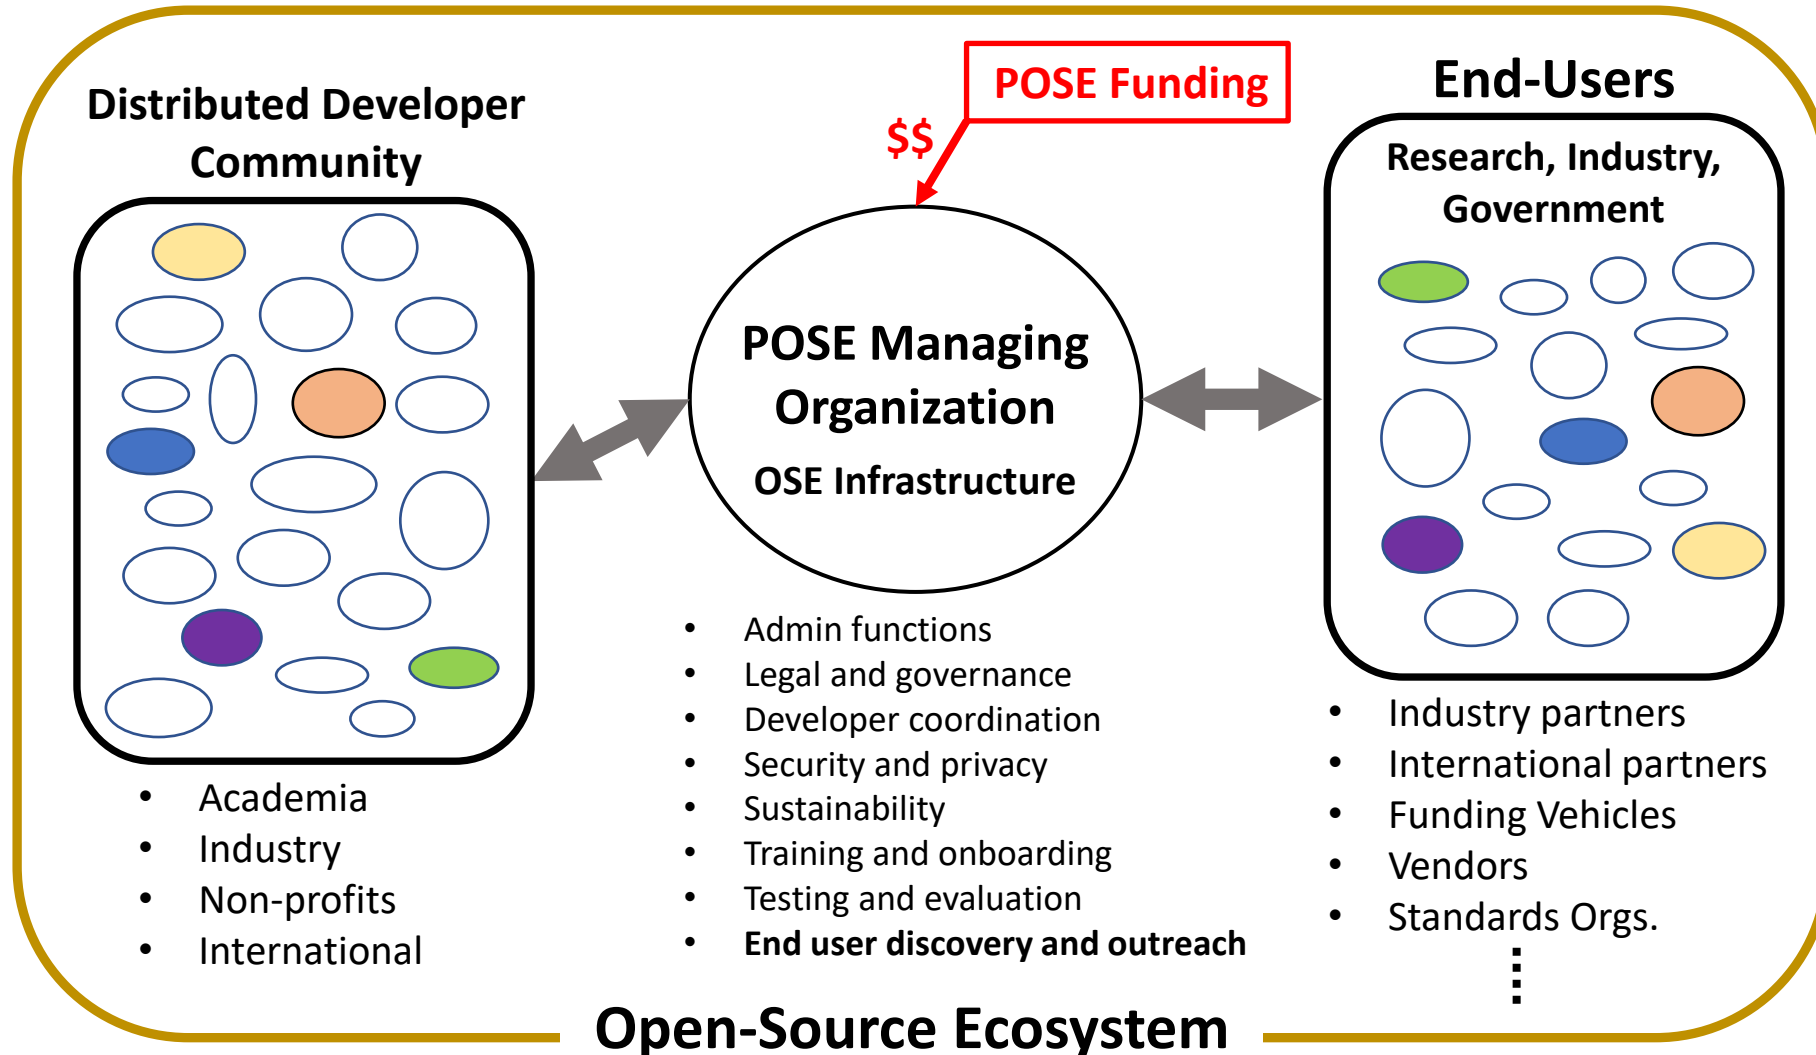 Distributed Developer
Community
• Academia
• Industry
• Non-profits
• International
POSE Funding
$$
POSE Managing
Organization
OSE Infrastructure
• Admin functions
• Legal and governance
• Developer coordination
• Security and privacy
• Sustainability
• Training and onboarding
• Testing and evaluation
• End user discovery and outreach
End-Users
Research, Industry,
Government
• Industry partners
• International partners
• Funding Vehicles
• Vendors
• Standards Orgs.
Open-Source Ecosystem